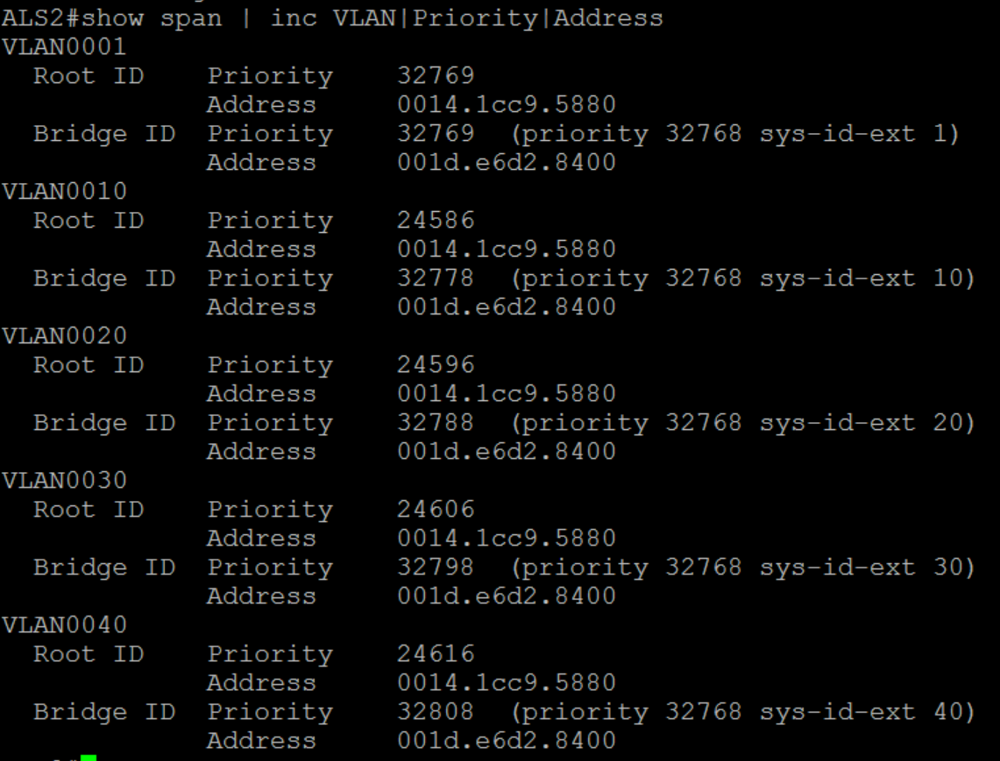 ALS2#show span | inc VLAN|Priority|Address
VLAN0001
  Root ID    Priority    32769
             Address     0014.1cc9.5880
  Bridge ID  Priority    32769  (priority 32768 sys-id-ext 1)
             Address     001d.e6d2.8400
VLAN0010
  Root ID    Priority    24586
             Address     0014.1cc9.5880
  Bridge ID  Priority    32778  (priority 32768 sys-id-ext 10)
             Address     001d.e6d2.8400
VLAN0020
  Root ID    Priority    24596
             Address     0014.1cc9.5880
  Bridge ID  Priority    32788  (priority 32768 sys-id-ext 20)
             Address     001d.e6d2.8400
VLAN0030
  Root ID    Priority    24606
             Address     0014.1cc9.5880
  Bridge ID  Priority    32798  (priority 32768 sys-id-ext 30)
             Address     001d.e6d2.8400
VLAN0040
  Root ID    Priority    24616
             Address     0014.1cc9.5880
  Bridge ID  Priority    32808  (priority 32768 sys-id-ext 40)
             Address     001d.e6d2.8400